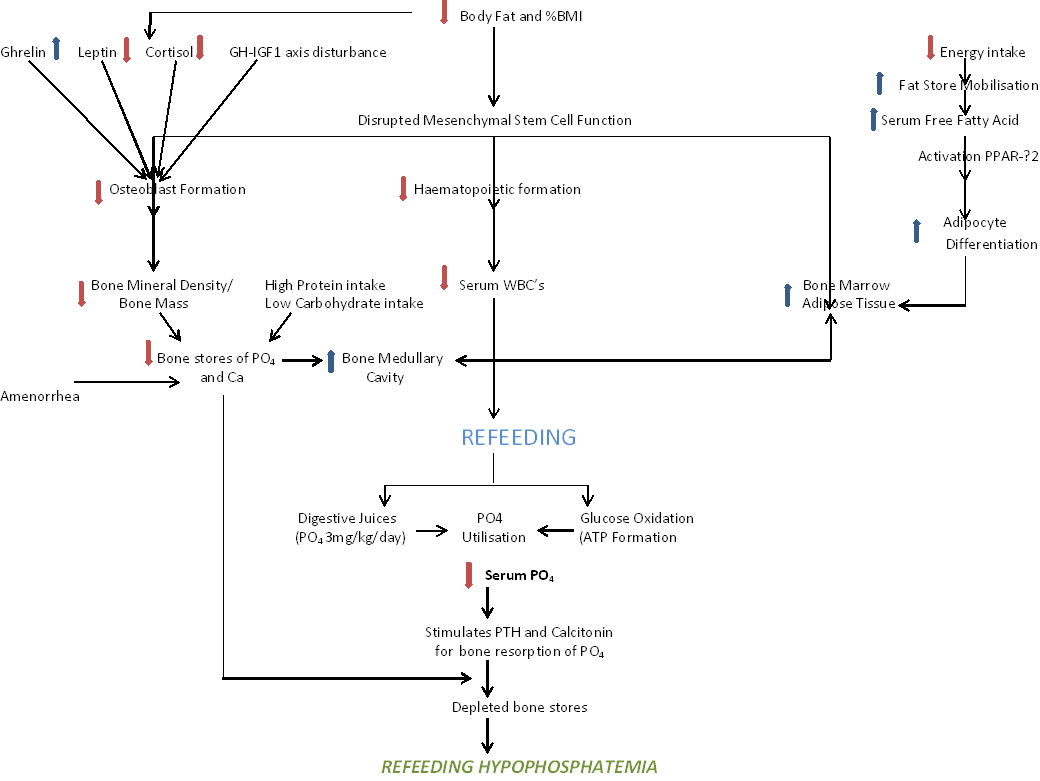 Body Fat and %BMI
Ghrelin
Leptin
Cortisol
GH-IGF1 axis disturbance
Energy intake
Fat Store Mobilisation
Disrupted Mesenchymal Stem Cell Function
Serum Free Fatty Acid
Activation PPAR-?2
Osteoblast Formation
Haematopoietic formation
Adipocyte
Differentiation
Bone Mineral Density/
Bone Mass
High Protein intake
Low Carbohydrate intake
Serum WBC's
Bone Marrow
Adipose Tissue
Bone stores of PO₄
and Ca
Bone Medullary
Cavity
Amenorrhea
REFEEDING
Digestive Juices
(PO₄ 3mg/kg/day)
PO4
Utilisation
Glucose Oxidation
(ATP Formation
Serum PO₄
Stimulates PTH and Calcitonin
for bone resorption of PO₄
Depleted bone stores
REFEEDING HYPOPHOSPHATEMIA